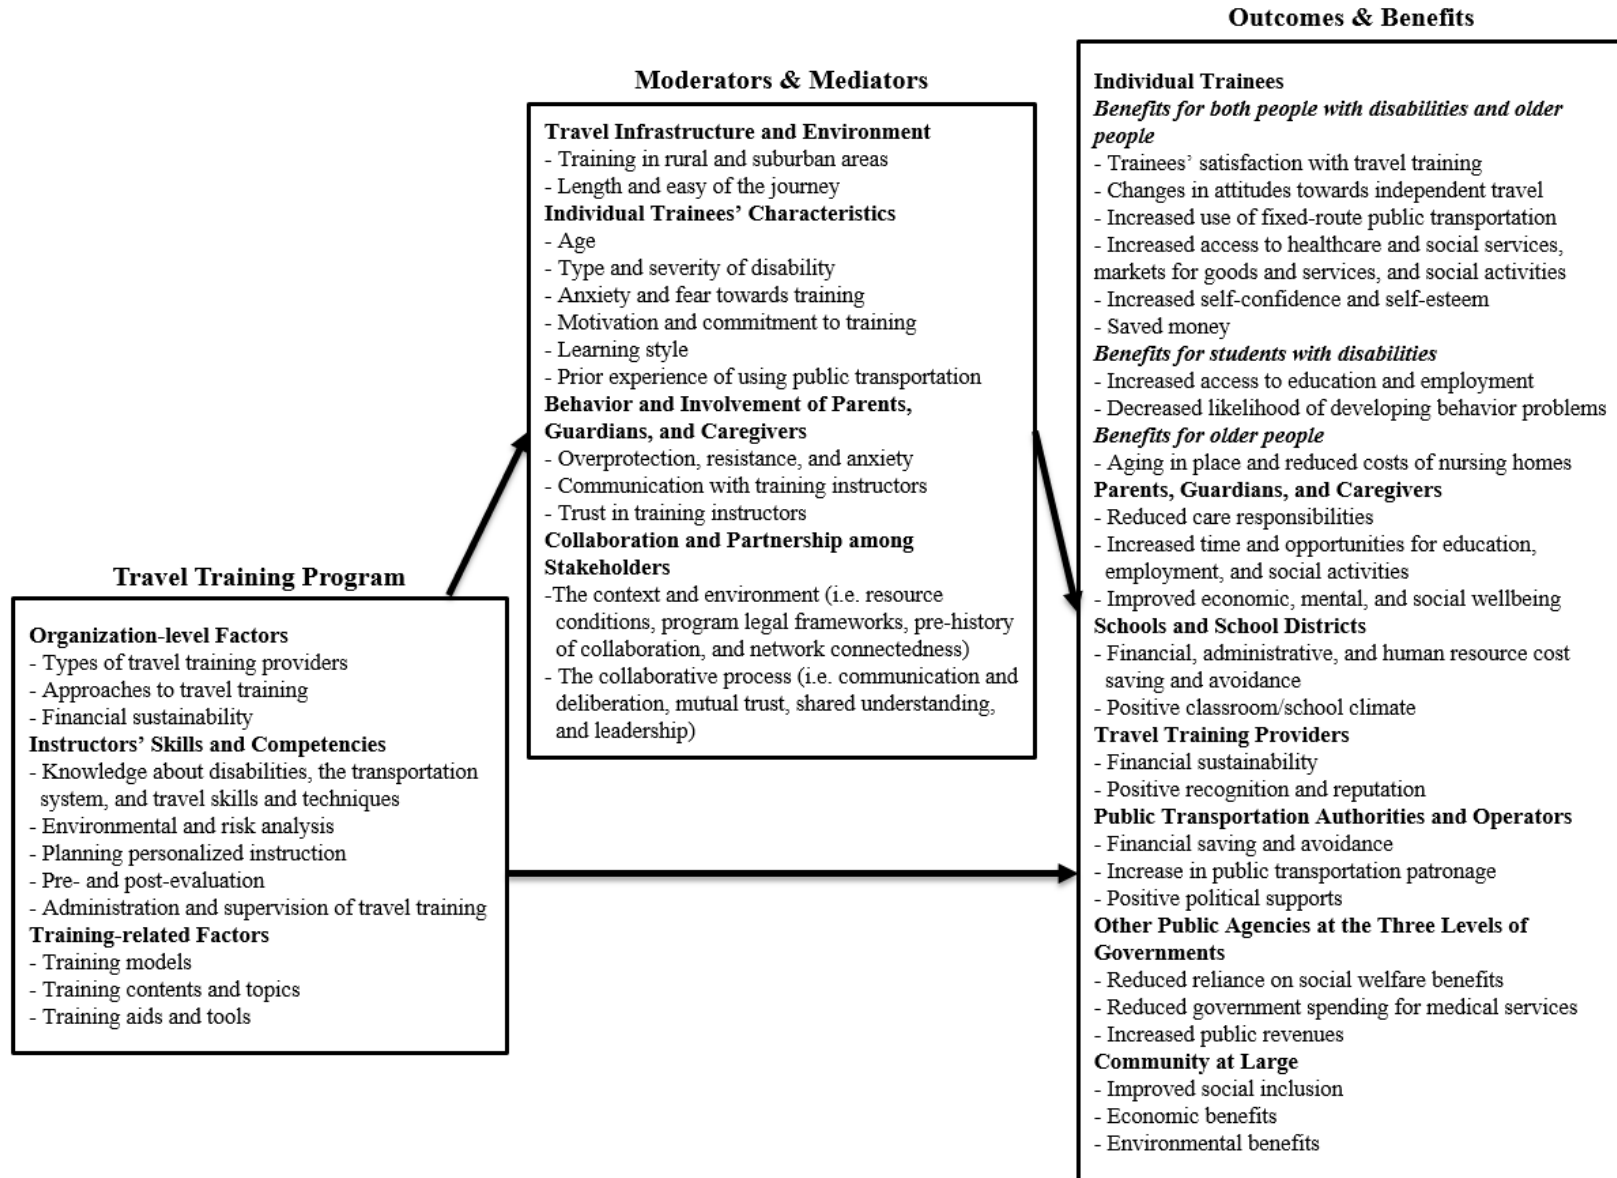 Travel Training Program
Organization-level Factors
- Types of travel training providers
- Approaches to travel training
- Financial sustainability
Instructors’ Skills and Competencies
- Knowledge about disabilities, the transportation
system, and travel skills and techniques
- Environmental and risk analysis
- Planning personalized instruction
- Pre- and post-evaluation
- Administration and supervision of travel training
Training-related Factors
- Training models
- Training contents and topics
- Training aids and tools
Moderators & Mediators
Travel Infrastructure and Environment
- Training in rural and suburban areas
- Length and easy of the journey
Individual Trainees’ Characteristics
- Age
- Type and severity of disability
- Anxiety and fear towards training
- Motivation and commitment to training
- Learning style
- Prior experience of using public transportation
Behavior and Involvement of Parents,
Guardians, and Caregivers
- Overprotection, resistance, and anxiety
- Communication with training instructors
- Trust in training instructors
Collaboration and Partnership among
Stakeholders
-The context and environment (i.e. resource
conditions, program legal frameworks, pre-history
of collaboration, and network connectedness)
- The collaborative process (i.e. communication and
deliberation, mutual trust, shared understanding,
and leadership)
Outcomes & Benefits
Individual Trainees
Benefits for both people with disabilities and older
people
- Trainees’ satisfaction with travel training
- Changes in attitudes towards independent travel
- Increased use of fixed-route public transportation
- Increased access to healthcare and social services,
markets for goods and services, and social activities
- Increased self-confidence and self-esteem
- Saved money
Benefits for students with disabilities
- Increased access to education and employment
- Decreased likelihood of developing behavior problems
Benefits for older people
- Aging in place and reduced costs of nursing homes
Parents, Guardians, and Caregivers
- Reduced care responsibilities
- Increased time and opportunities for education,
employment, and social activities
- Improved economic, mental, and social wellbeing
Schools and School Districts
- Financial, administrative, and human resource cost
saving and avoidance
- Positive classroom/school climate
Travel Training Providers
- Financial sustainability
- Positive recognition and reputation
Public Transportation Authorities and Operators
- Financial saving and avoidance
- Increase in public transportation patronage
- Positive political supports
Other Public Agencies at the Three Levels of
Governments
- Reduced reliance on social welfare benefits
- Reduced government spending for medical services
- Increased public revenues
Community at Large
- Improved social inclusion
- Economic benefits
- Environmental benefits